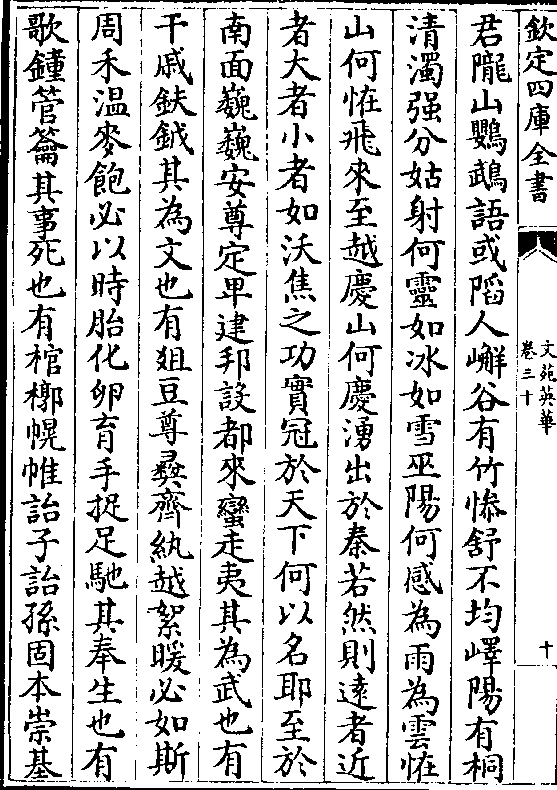 欽定四庫全書
文苑英華
卷三十
十
君隴山鸚鵡語或諂人嶰谷有竹慘舒不均嶧陽有桐
清濁强分姑射何靈如冰如雪巫陽何感為雨為雲恠
山何恠飛來至越慶山何慶湧出於秦若然則遠者近
者大者小者如沃焦之功實冠於天下何以名耶至於
南面巍巍安尊定卑建邦設都來蠻走夷其為武也有
干戚鈇鉞其為文也有俎豆尊彛齊紈越絮暖必如斯
周禾溫麥飽必以時胎化卵育手捉足馳其奉生也有
歌鐘管籥其事死也有棺槨幌帷詒子詒孫固本崇基